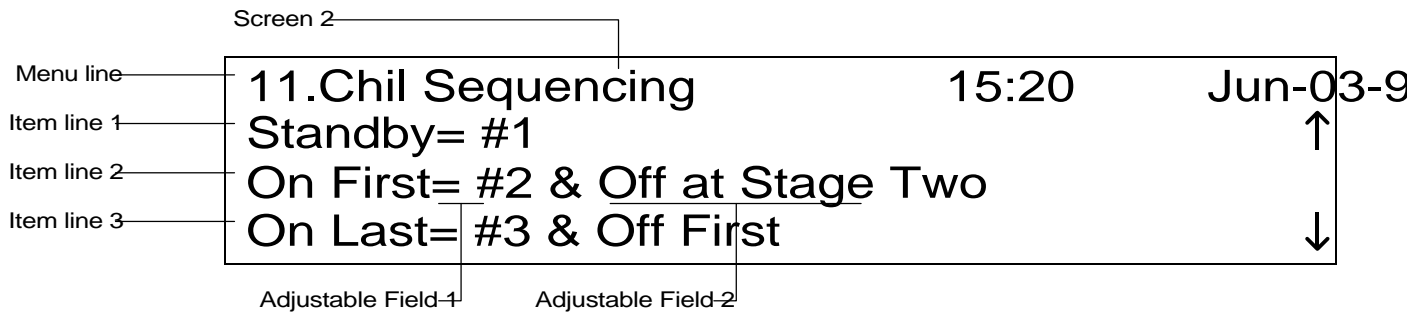 Screen 2
Menu line
11.Chil Sequencing 15:20 Jun-03-9
Item line 1
Standby= #1 ↑
Item line 2
On First= #2 & Off at Stage Two
Item line 3
On Last= #3 & Off First ↓
Adjustable Field 1 Adjustable Field 2